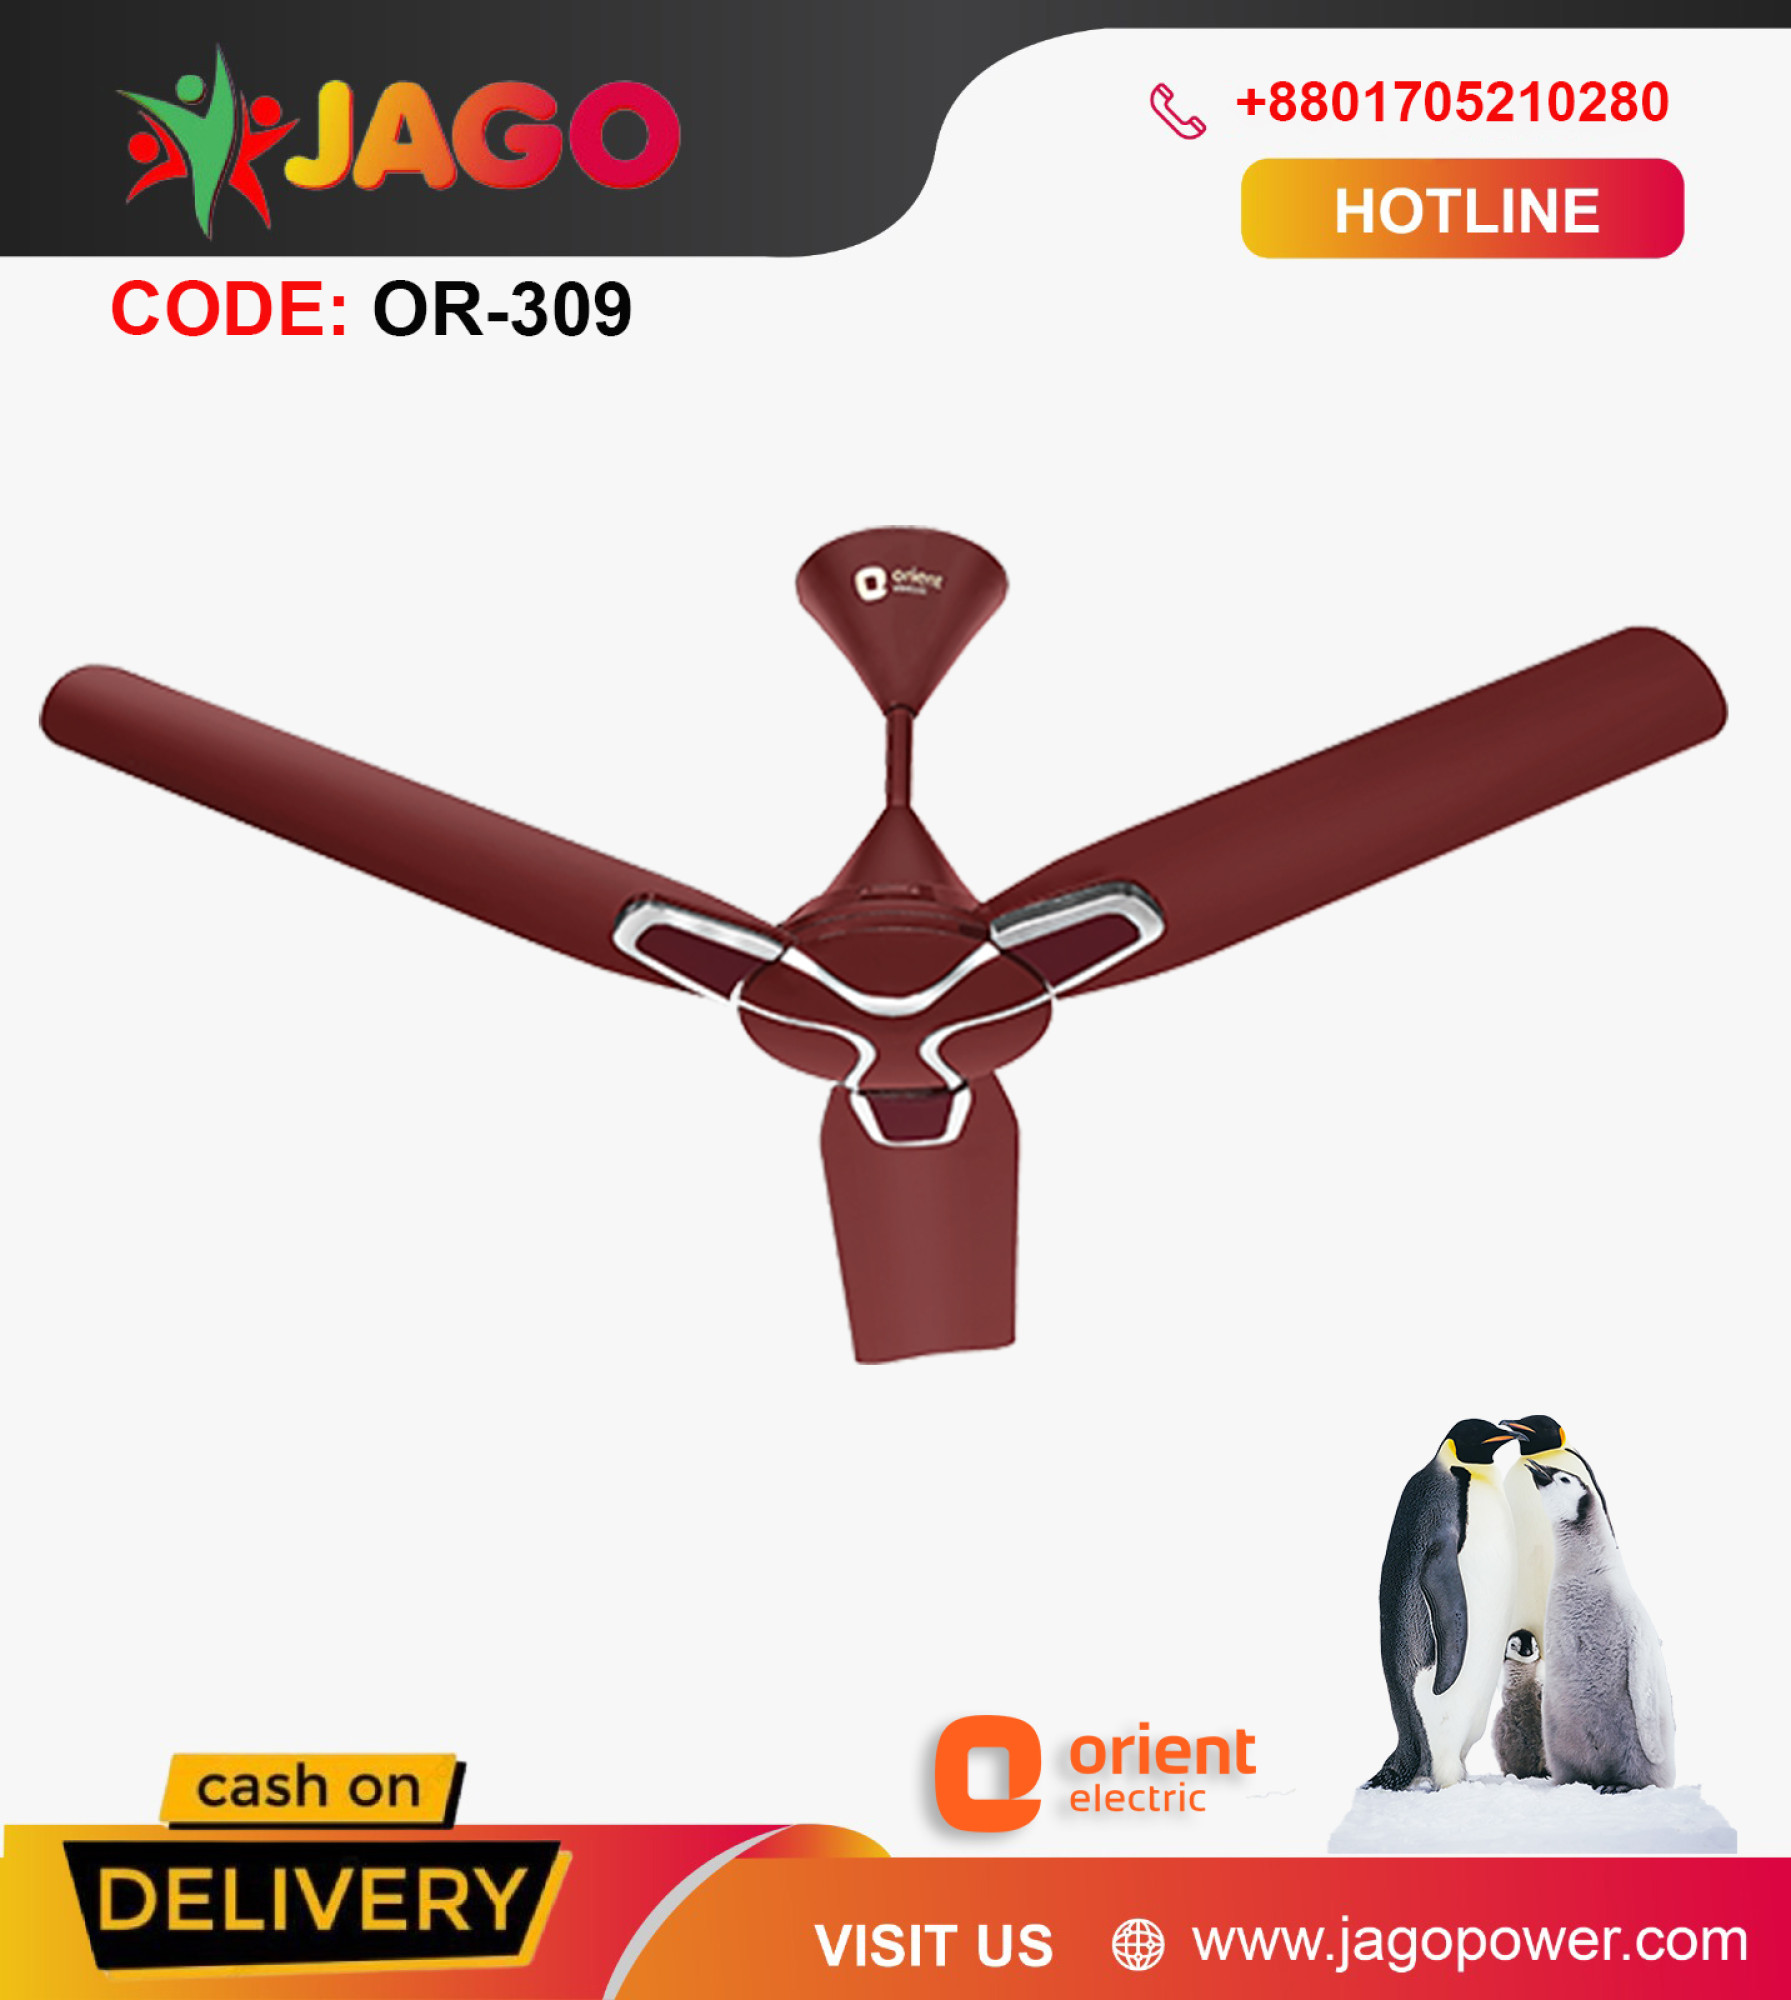 JAGO
+8801705210280
HOTLINE
CODE: OR-309
orient
orient
electric
cash on
DELIVERY
VISIT US
www.jagopower.com